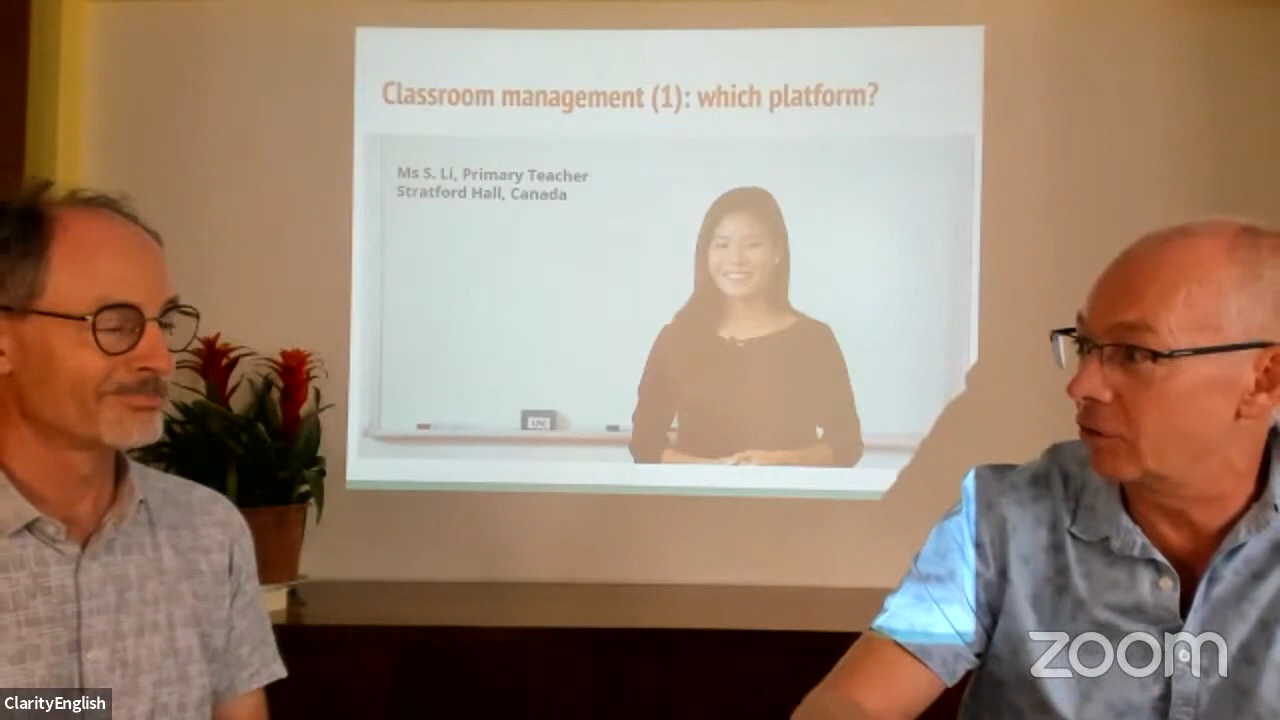 Classroom management (1): which platform?
Ms S. Li, Primary Teacher
Stratford Hall, Canada
zoom
ClarityEnglish